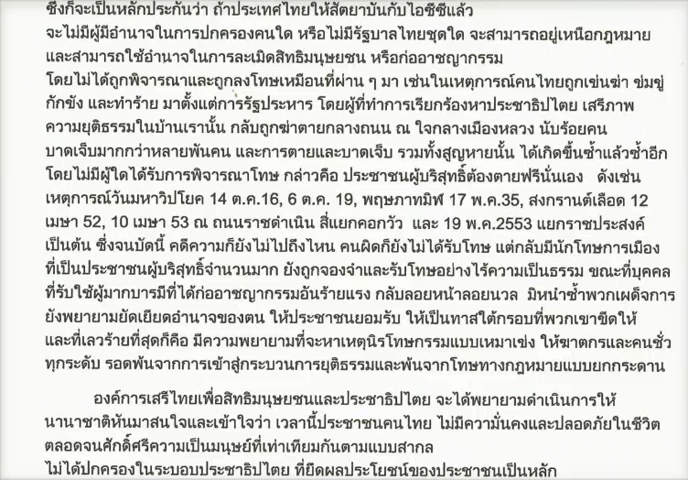 ซึ่งก็จะเป็นหลักประกันว่า ถ้าประเทศไทยให้สัตยาบันกับไอซีซีแล้ว
จะไม่มีผู้มีอำนาจในการปกครองคนใด หรือไม่มีรัฐบาลไทยชุดใด จะสามารถอยู่เหนือกฎหมาย
และสามารถใช้อำนาจในการละเมิดสิทธิมนุษยชน หรือก่ออาชญากรรม
โดยไม่ได้ถูกพิจารณาและถูกลงโทษเหมือนที่ผ่าน ๆ มา เช่นในเหตุการณ์คนไทยถูกเข่นฆ่า ข่มขู่
กักขัง และทำร้าย มาตั้งแต่การรัฐประหาร โดยผู้ที่ทำการเรียกร้องหาประชาธิปไตย เสรีภาพ
ความยุติธรรมในบ้านเรานั้น กลับถูกฆ่าตายกลางถนน ณ ใจกลางเมืองหลวง นับร้อยคน
บาดเจ็บมากกว่าหลายพันคน และการตายและบาดเจ็บ รวมทั้งสูญหายนั้น ได้เกิดขึ้นซ้ำแล้วซ้ำอีก
โดยไม่มีผู้ใดได้รับการพิจารณาโทษ กล่าวคือ ประชาชนผู้บริสุทธิ์ต้องตายฟรีนั่นเอง ดังเช่น
เหตุการณ์วันมหาวิปโยค 14 ต.ค.16, 6 ต.ค. 19, พฤษภาทมิฬ 17 พ.ค.35, สงกรานต์เลือด 12
เมษา 52, 10 เมษา 53 ณ ถนนราชดำเนิน สี่แยกคอกวัว และ 19 พ.ค.2553 แยกราชประสงค์
เป็นต้น ซึ่งจนบัดนี้ คดีความก็ยังไม่ไปถึงไหน คนผิดก็ยังไม่ได้รับโทษ แต่กลับมีนักโทษการเมือง
ที่เป็นประชาชนผู้บริสุทธิ์จำนวนมาก ยังถูกจองจำและรับโทษอย่างไร้ความเป็นธรรม ขณะที่บุคคล
ที่รับใช้ผู้มากบารมีที่ได้ก่ออาชญากรรมอันร้ายแรง กลับลอยหน้าลอยนวล มิหนำซ้ำพวกเผด็จการ
ยังพยายามยัดเยียดอำนาจของตน ให้ประชาชนยอมรับ ให้เป็นทาสใต้กรอบที่พวกเขาขีดให้
และที่เลวร้ายที่สุดก็คือ มีความพยายามที่จะหาเหตุนิรโทษกรรมแบบเหมาเข่ง ให้ฆาตกรและคนชั่ว
ทุกระดับ รอดพ้นจากการเข้าสู่กระบวนการยุติธรรมและพ้นจากโทษทางกฎหมายแบบยกกระดาน
องค์การเสรีไทยเพื่อสิทธิมนุษยชนและประชาธิปไตย จะได้พยายามดำเนินการให้
นานาชาติหันมาสนใจและเข้าใจว่า เวลานี้ประชาชนคนไทย ไม่มีความั่นคงและปลอดภัยในชีวิต
ตลอดจนศักดิ์ศรีความเป็นมนุษย์ที่เท่าเทียมกันตามแบบสากล
ไม่ได้ปกครองในระบอบประชาธิปไตย ที่ยึดผลประโยชน์ของประชาชนเป็นหลัก